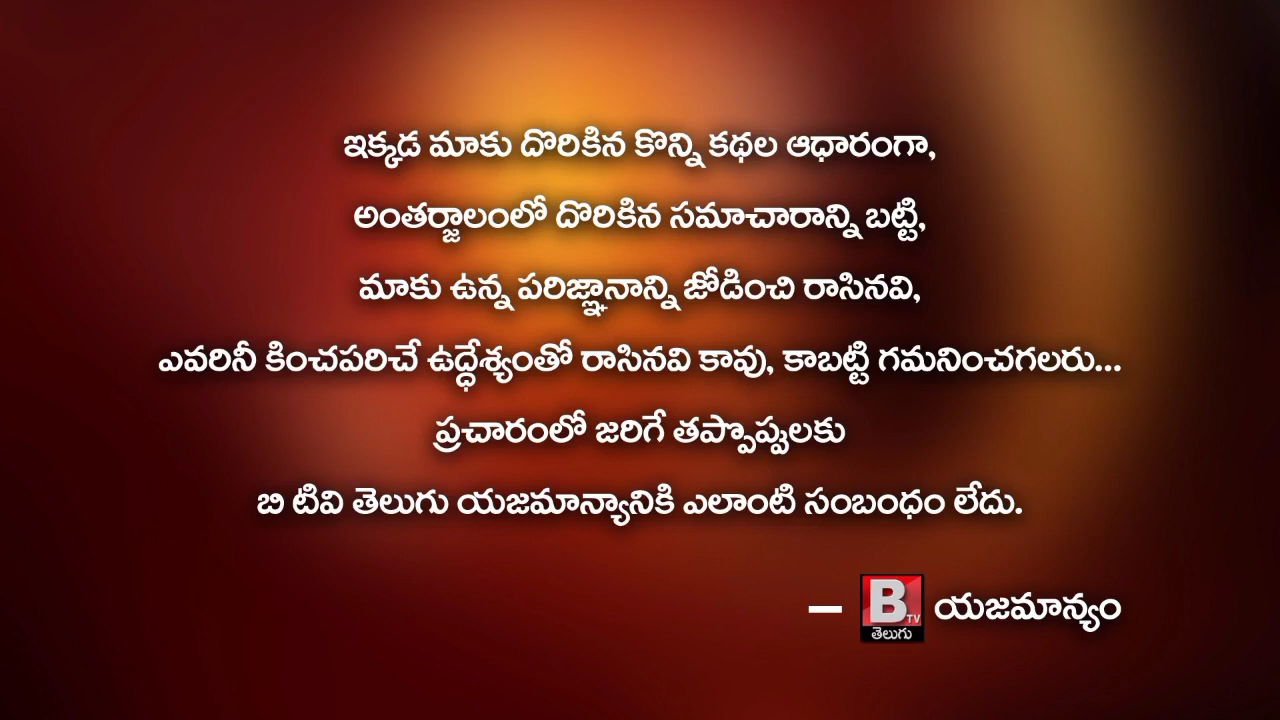 ఇక్కడ మాకు దొరికిన కొన్ని కథల ఆధారంగా,
అంతర్జాలంలో దొరికిన సమాచారాన్ని బట్టి,
మాకు ఉన్న పరిజ్ఞానాన్ని జోడించి రాసినవి,
ఎవరినీ కించపరిచే ఉద్ధేశ్యంతో రాసినవి కావు, కాబట్టి గమనించగలరు...
ప్రచారంలో జరిగే తప్పొప్పులకు
బి టివి తెలుగు యజమాన్యానికి ఎలాంటి సంబంధం లేదు.
– B TV తెలుగు యజమాన్యం